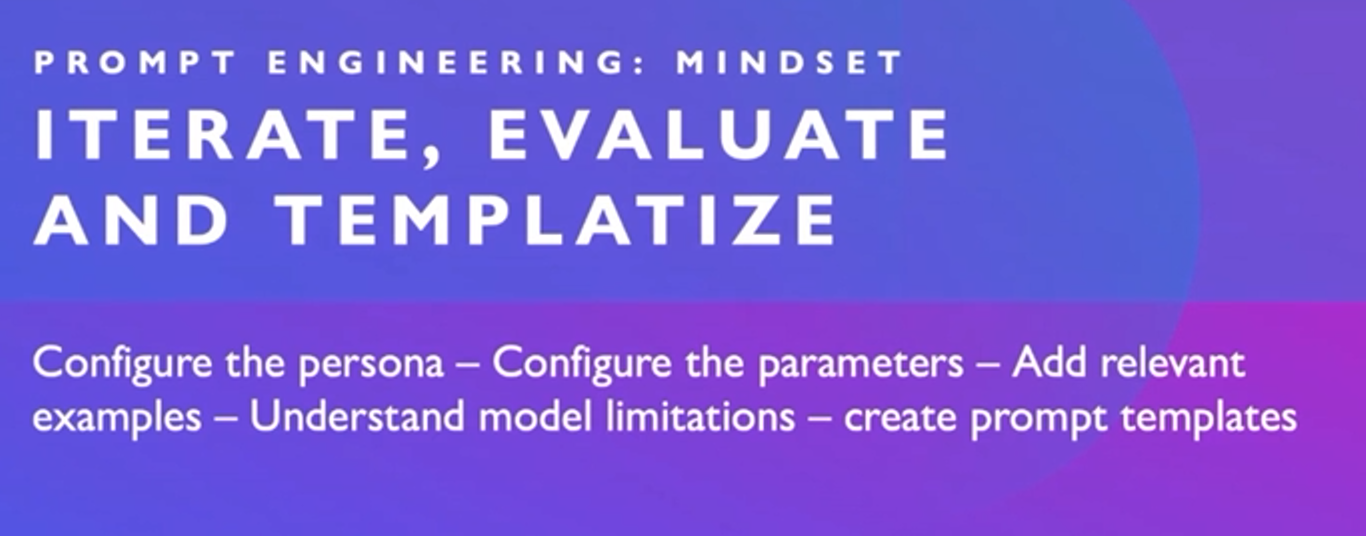 PROMPT ENGINEERING: MINDSET
ITERATE, EVALUATE
AND TEMPLATIZE
Configure the persona – Configure the parameters – Add relevant
examples – Understand model limitations – create prompt templates